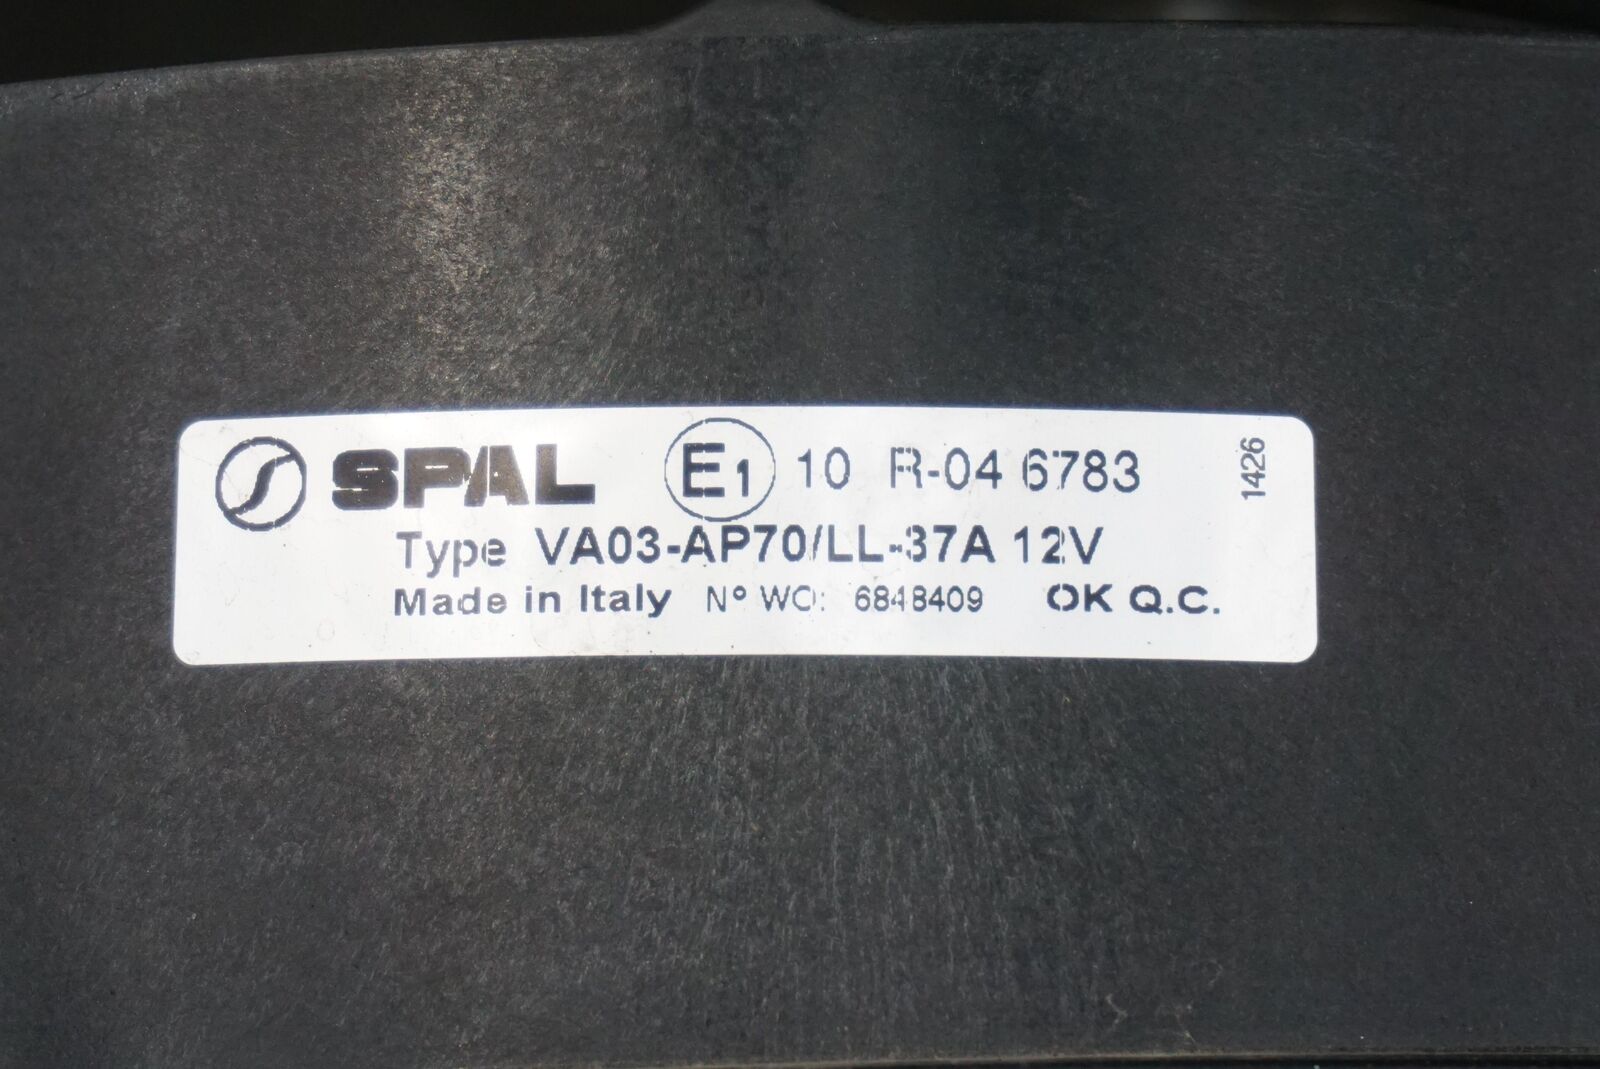 SPAL E1 10 R-04 6783
1426
Type VA03-AP70/LL-37A 12V
Made in Italy N° WO: 6848409 OK Q.C.